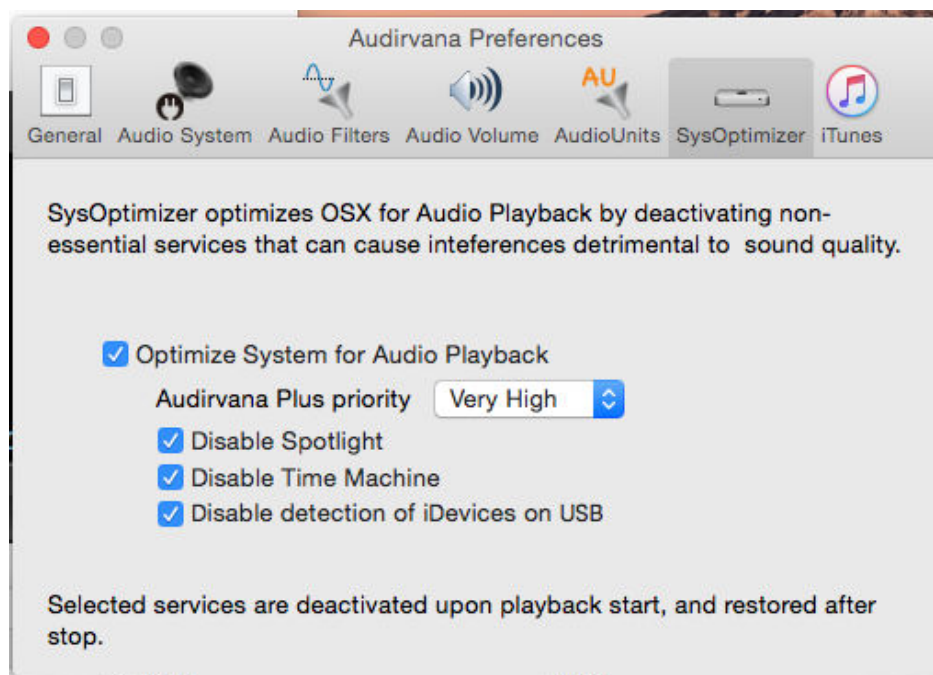 Audirvana Preferences
AU
General Audio System Audio Filters Audio Volume AudioUnits SysOptimizer iTunes
SysOptimizer optimizes OSX for Audio Playback by deactivating non-
essential services that can cause inteferences detrimental to sound quality.
Optimize System for Audio Playback
Audirvana Plus priority Very High
Disable Spotlight
Disable Time Machine
Disable detection of iDevices on USB
Selected services are deactivated upon playback start, and restored after
stop.